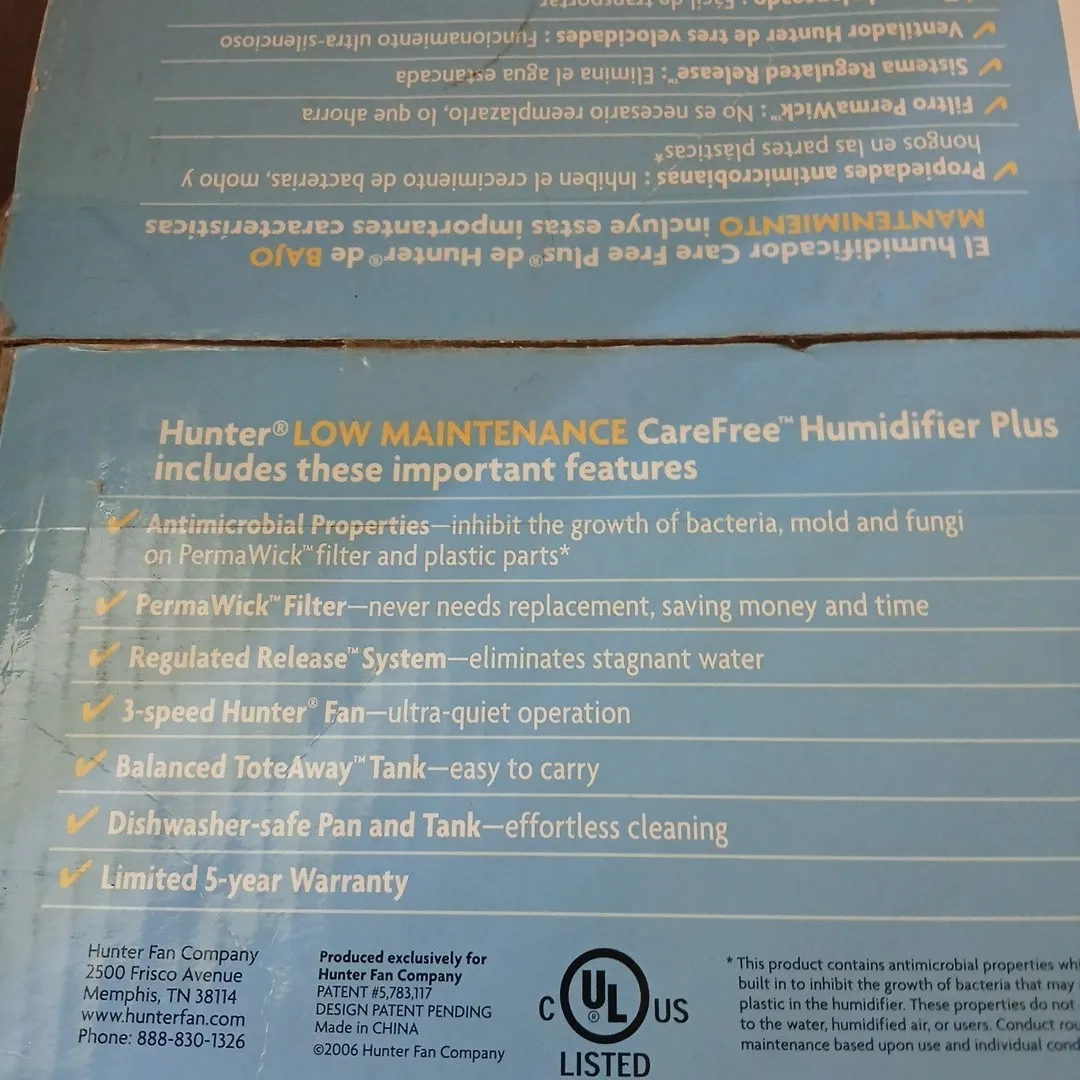 El humidificador Care Free Plus® de Hunter® de BAJO
MANTENIMIENTO incluye estas importantes características
✓ Propiedades antimicrobianas : Inhiben el crecimiento de bacterias, moho y
hongos en las partes plásticas*
✓ Filtro PermaWick™ : No es necesario reemplazarlo, lo que ahorra
✓ Sistema Regulated Release™: Elimina el agua estancada
✓ Ventilador Hunter de tres velocidades : Funcionamiento ultra-silencioso
: Fácil de transportar
Hunter® LOW MAINTENANCE CareFree™ Humidifier Plus
includes these important features
✓ Antimicrobial Properties—inhibit the growth of bacteria, mold and fungi
on PermaWick™ filter and plastic parts*
✓ PermaWick™ Filter—never needs replacement, saving money and time
✓ Regulated Release™ System—eliminates stagnant water
✓ 3-speed Hunter® Fan—ultra-quiet operation
✓ Balanced ToteAway™ Tank—easy to carry
✓ Dishwasher-safe Pan and Tank—effortless cleaning
✓ Limited 5-year Warranty
Hunter Fan Company
2500 Frisco Avenue
Memphis, TN 38114
www.hunterfan.com
Phone: 888-830-1326
Produced exclusively for
Hunter Fan Company
PATENT #5,783,117
DESIGN PATENT PENDING
Made in CHINA
©2006 Hunter Fan Company
C UL® US
LISTED
* This product contains antimicrobial properties whi
built in to inhibit the growth of bacteria that may
plastic in the humidifier. These properties do not
to the water, humidified air, or users. Conduct rou
maintenance based upon use and individual cond